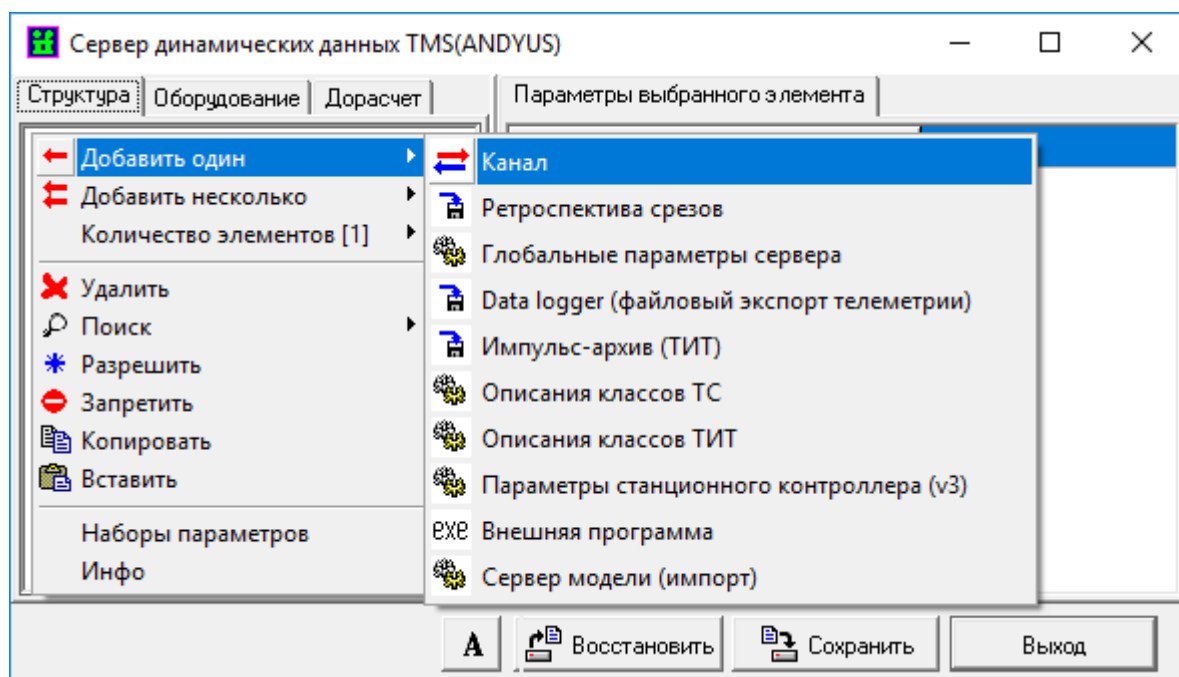 Сервер динамических данных TMS(ANDYUS)
Структура Оборудование Дорасчет Параметры выбранного элемента
Добавить один
Добавить несколько
Количество элементов [1]
Удалить
Поиск
Разрешить
Запретить
Копировать
Вставить
Наборы параметров
Инфо
Канал
Ретроспектива срезов
Глобальные параметры сервера
Data logger (файловый экспорт телеметрии)
Импульс-архив (ТИТ)
Описания классов ТС
Описания классов ТИТ
Параметры станционного контроллера (v3)
exe Внешняя программа
Сервер модели (импорт)
A Восстановить Сохранить Выход